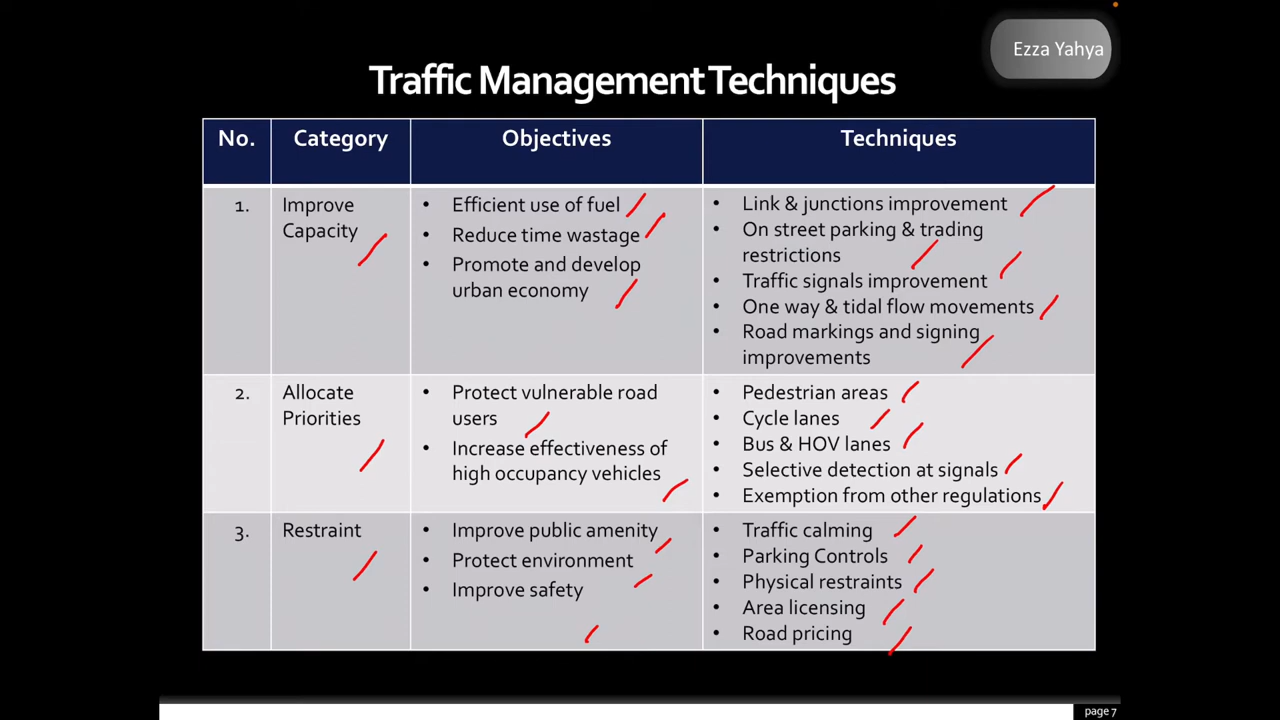 Ezza Yahya
Traffic Management Techniques
No.
Category
Objectives
Techniques
1.
Improve
Capacity
• Efficient use of fuel
• Reduce time wastage
• Promote and develop
urban economy
• Link & junctions improvement
• On street parking & trading
restrictions
• Traffic signals improvement
• One way & tidal flow movements
• Road markings and signing
improvements
2.
Allocate
Priorities
• Protect vulnerable road
users
• Increase effectiveness of
high occupancy vehicles
• Pedestrian areas
• Cycle lanes
• Bus & HOV lanes
• Selective detection at signals
• Exemption from other regulations
3.
Restraint
• Improve public amenity
• Protect environment
• Improve safety
• Traffic calming
• Parking Controls
• Physical restraints
• Area licensing
• Road pricing
page 7